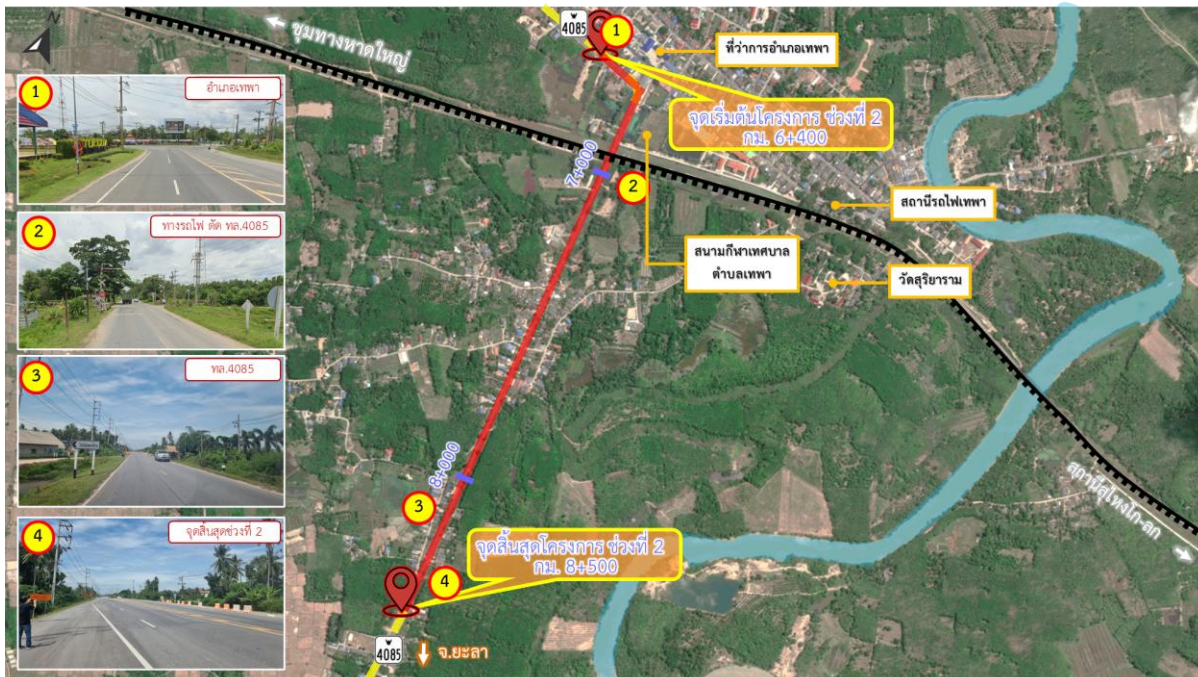 N
ชุมทางหาดใหญ่
4085
1
ที่ว่าการอำเภอเทพา
จุดเริ่มต้นโครงการ ช่วงที่ 2
กม. 6+400
1
อำเภอเทพา
7+000
2
สถานีรถไฟเทพา
สนามกีฬาเทศบาล
ตำบลเทพา
วัดสุริยาราม
2
ทางรถไฟ ตัด ทล.4085
3
ทล.4085
8+000
3
สถานีสุไหงโก-ลก
4
จุดสิ้นสุดช่วงที่ 2
จุดสิ้นสุดโครงการ ช่วงที่ 2
กม. 8+500
4
4085
จ.ยะลา